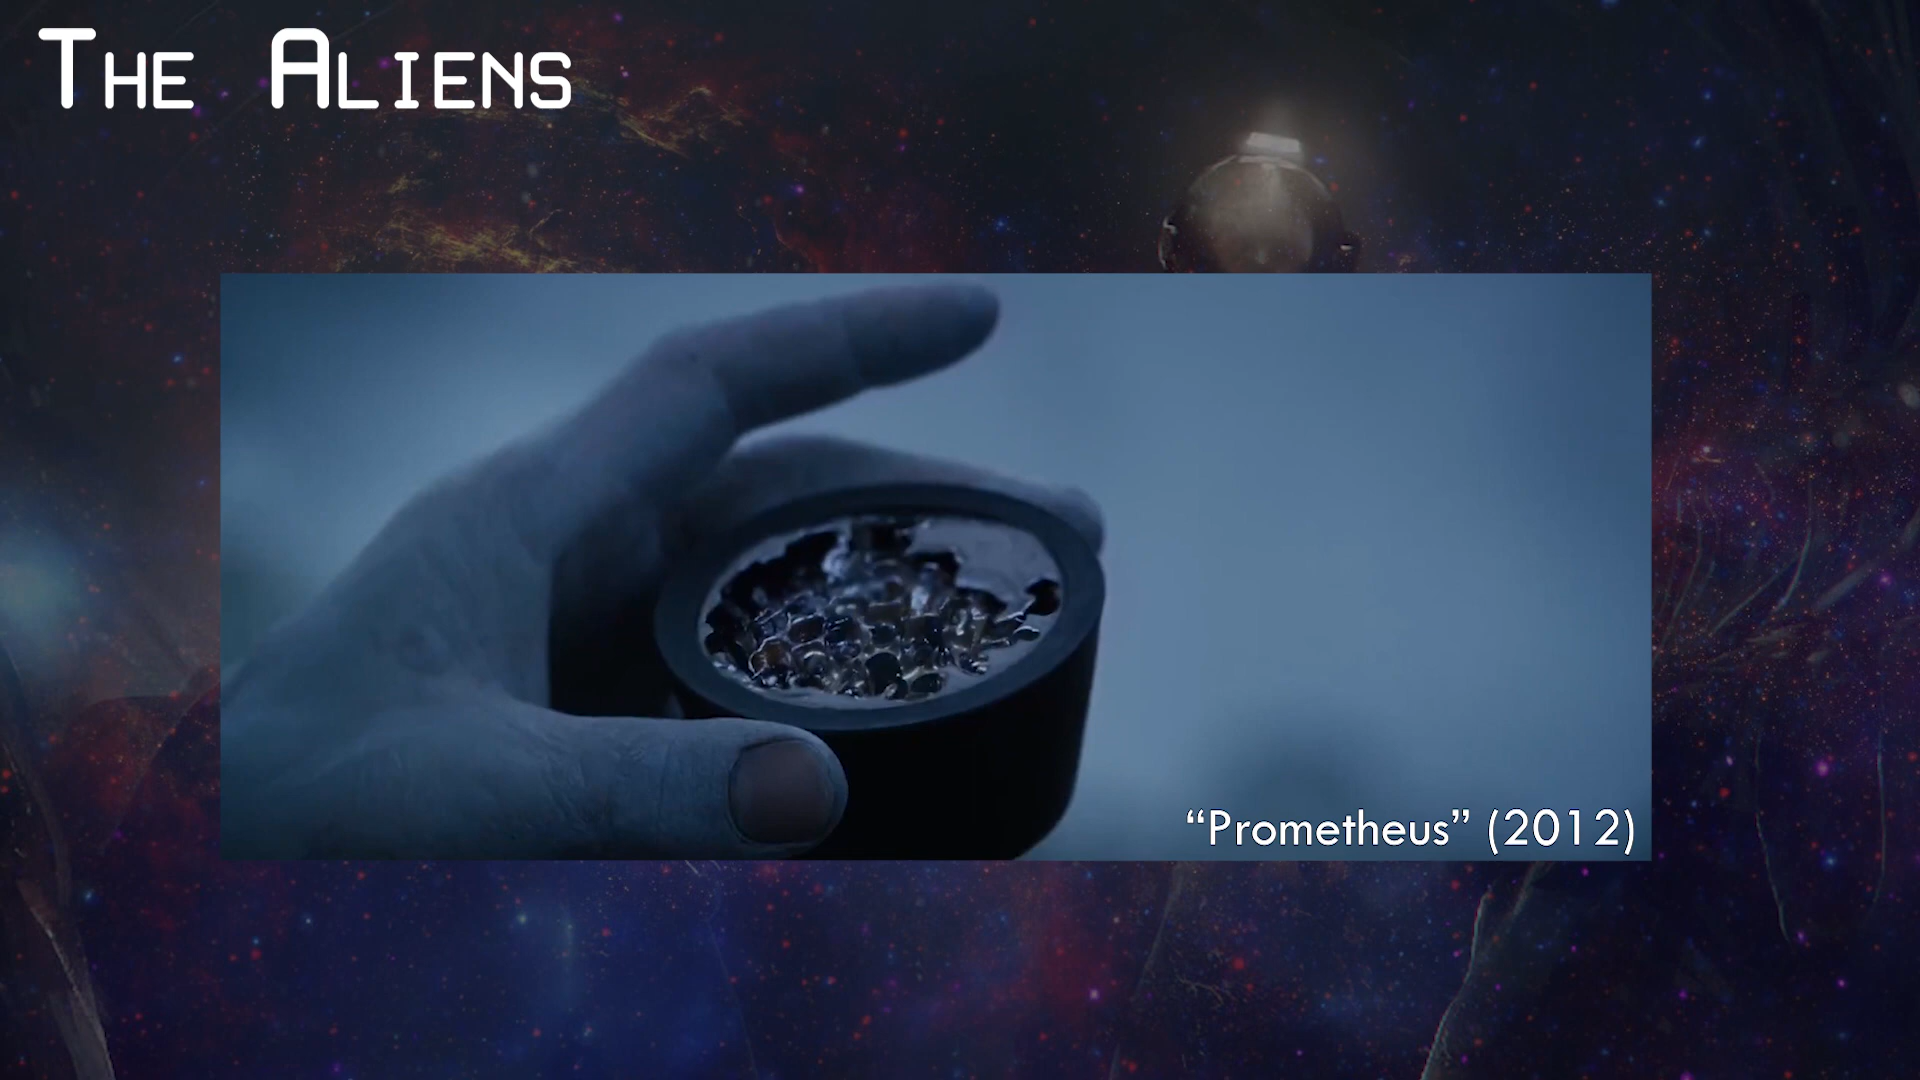 The Aliens
“Prometheus” (2012)